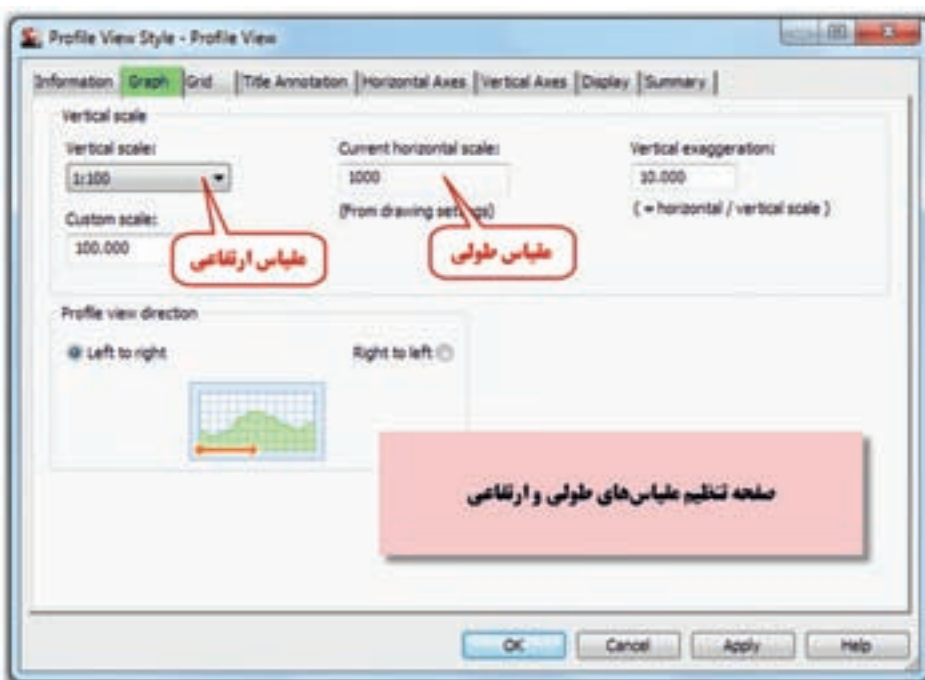 Profile View Style - Profile View
Information Graph Grid Title Annotation Horizontal Axes Vertical Axes Display Summary
Vertical scale
Vertical scale:
Current horizontal scale:
Vertical exaggeration:
1:100
1000
10.000
(From drawing settings)
( = horizontal / vertical scale )
Custom scale:
100.000
مقیاس ارتفاعی
مقیاس طولی
Profile view direction
Left to right
Right to left
صفحه تنظیم مقیاس‌های طولی و ارتفاعی
OK
Cancel
Apply
Help